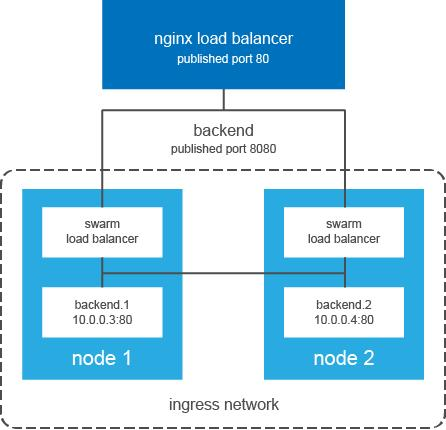 nginx load balancer
published port 80
backend
published port 8080
swarm
load balancer
swarm
load balancer
backend.1
10.0.0.3:80
backend.2
10.0.0.4:80
node 1
node 2
ingress network